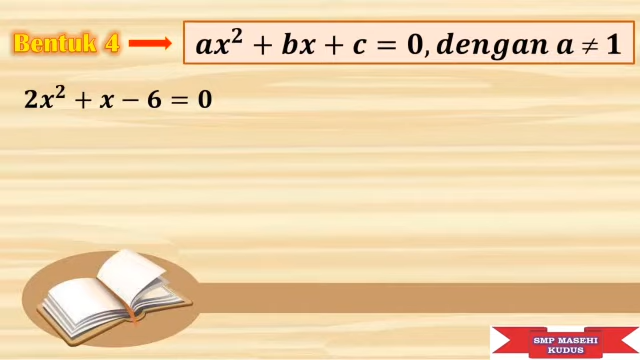 Bentuk 4
ax² + bx + c = 0, dengan a ≠ 1
2x² + x − 6 = 0
SMP MASEHI
KUDUS